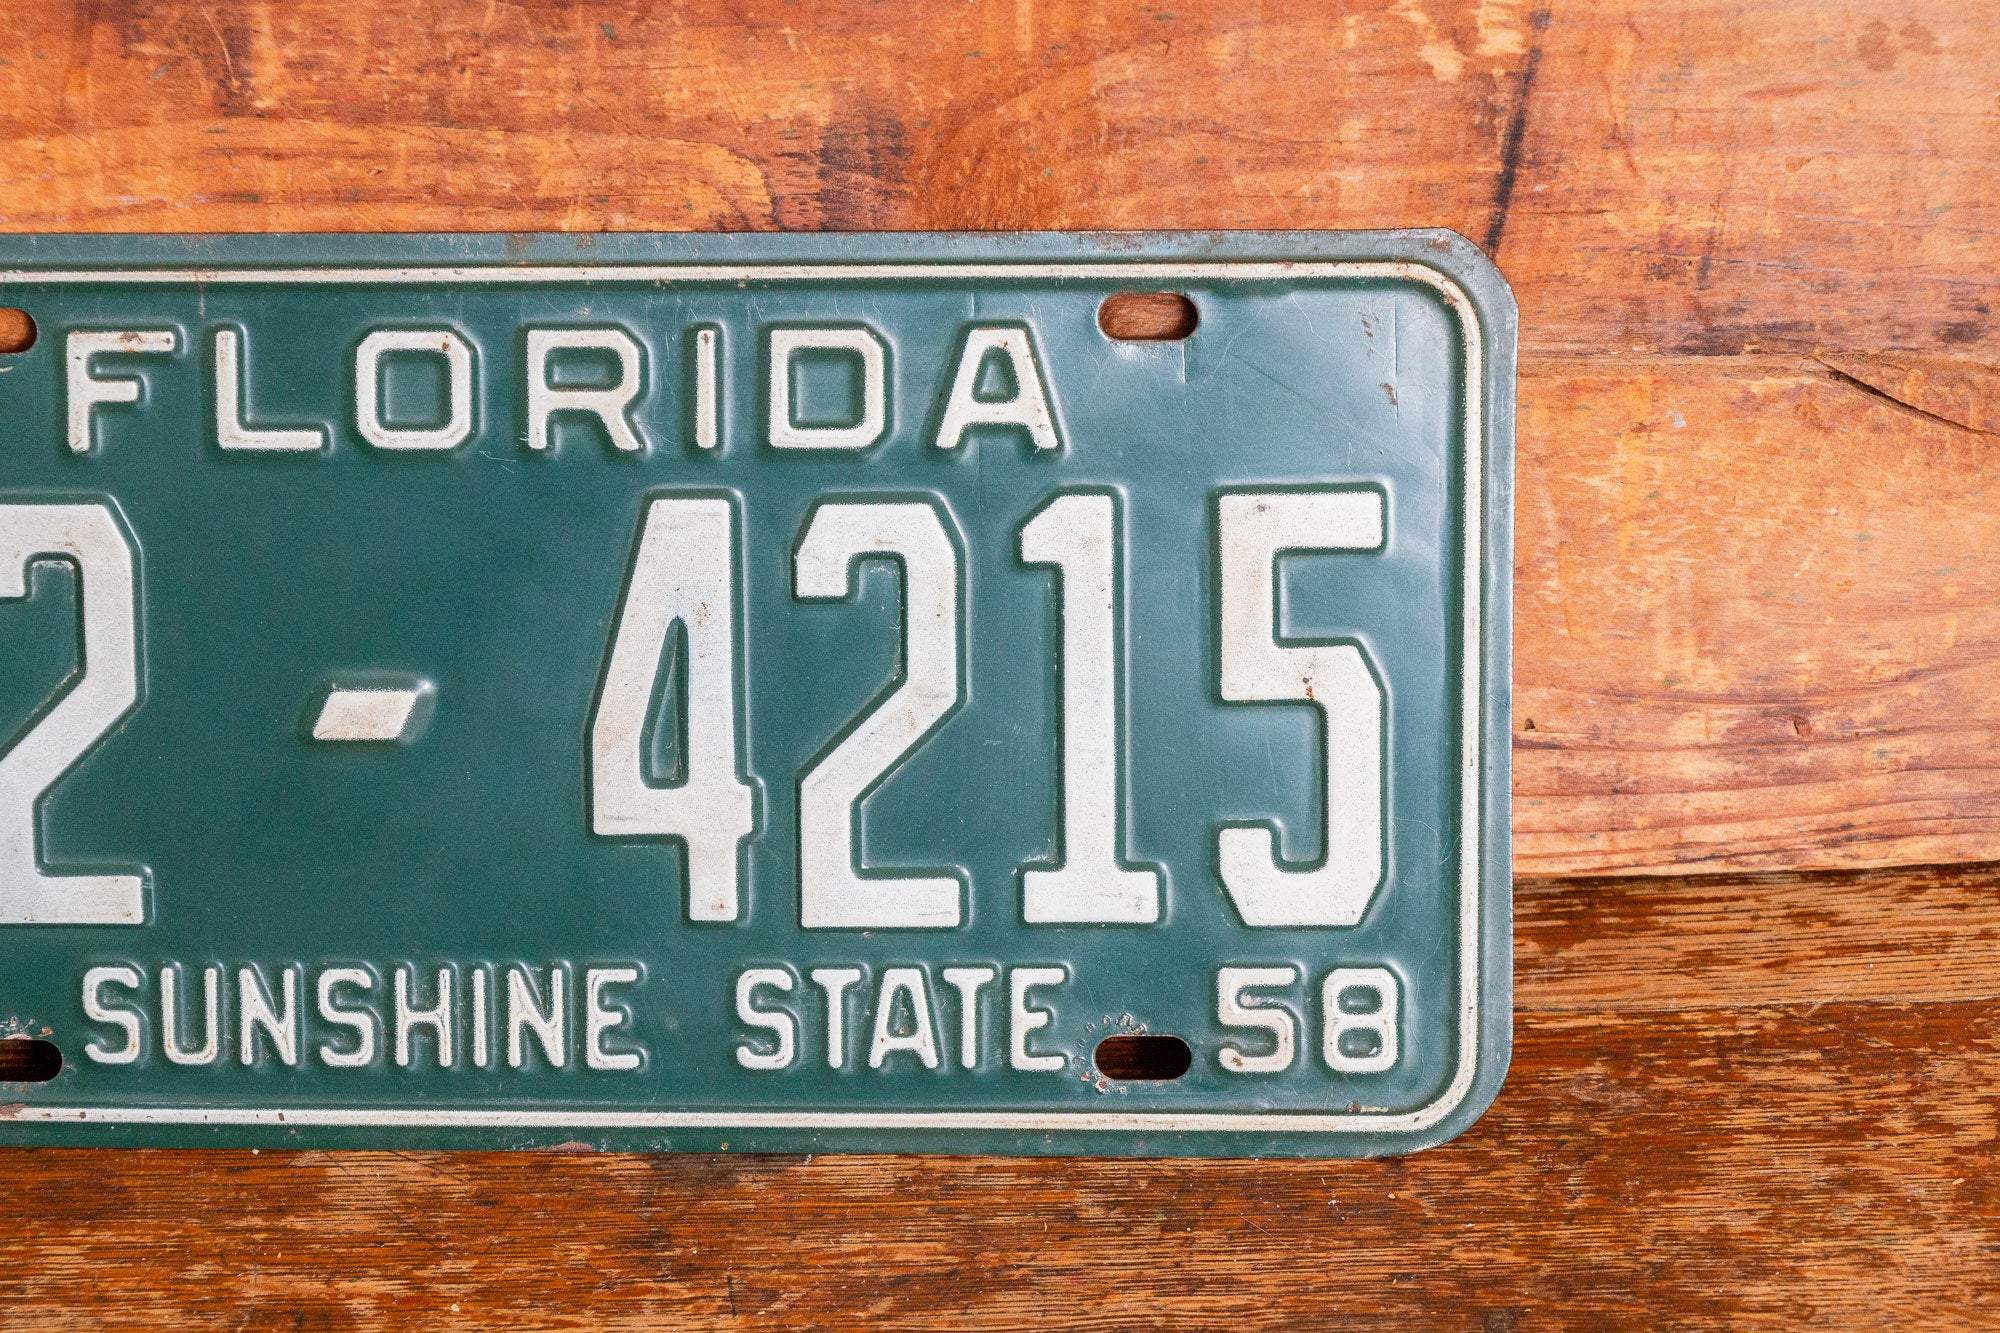 FLORIDA
2 - 4215
SUNSHINE STATE 58